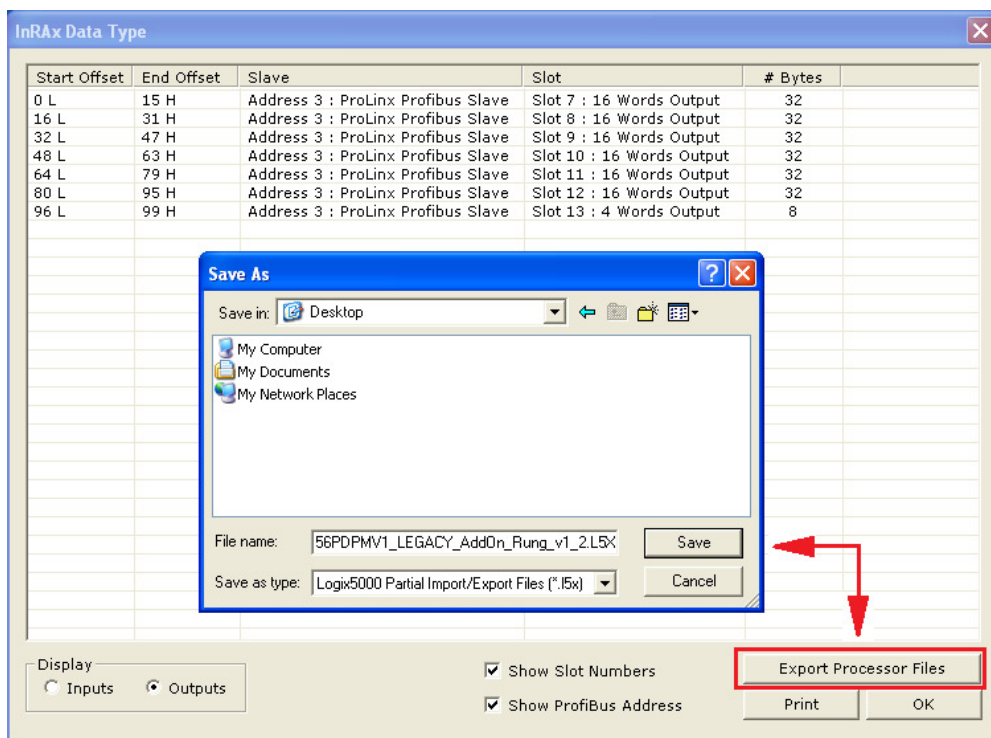 InRAx Data Type
Start Offset End Offset Slave Slot # Bytes
0 L 15 H Address 3 : ProLinx Profibus Slave Slot 7 : 16 Words Output 32
16 L 31 H Address 3 : ProLinx Profibus Slave Slot 8 : 16 Words Output 32
32 L 47 H Address 3 : ProLinx Profibus Slave Slot 9 : 16 Words Output 32
48 L 63 H Address 3 : ProLinx Profibus Slave Slot 10 : 16 Words Output 32
64 L 79 H Address 3 : ProLinx Profibus Slave Slot 11 : 16 Words Output 32
80 L 95 H Address 3 : ProLinx Profibus Slave Slot 12 : 16 Words Output 32
96 L 99 H Address 3 : ProLinx Profibus Slave Slot 13 : 4 Words Output 8
Save As
Save in: Desktop
My Computer
My Documents
My Network Places
File name: 56PDPMV1_LEGACY_AddOn_Rung_v1_2.L5X Save
Save as type: Logix5000 Partial Import/Export Files (*.l5x) Cancel
Display
Inputs Outputs
Show Slot Numbers
Show ProfiBus Address
Export Processor Files
Print OK